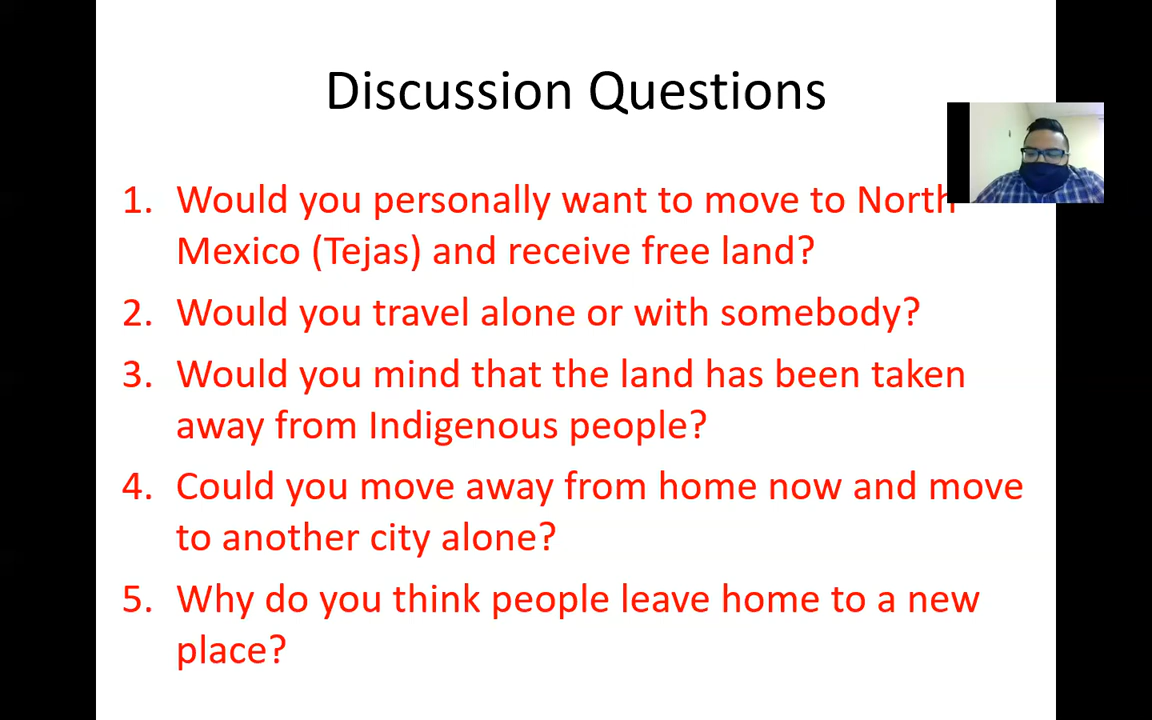 Discussion Questions
1. Would you personally want to move to North
Mexico (Tejas) and receive free land?
2. Would you travel alone or with somebody?
3. Would you mind that the land has been taken
away from Indigenous people?
4. Could you move away from home now and move
to another city alone?
5. Why do you think people leave home to a new
place?